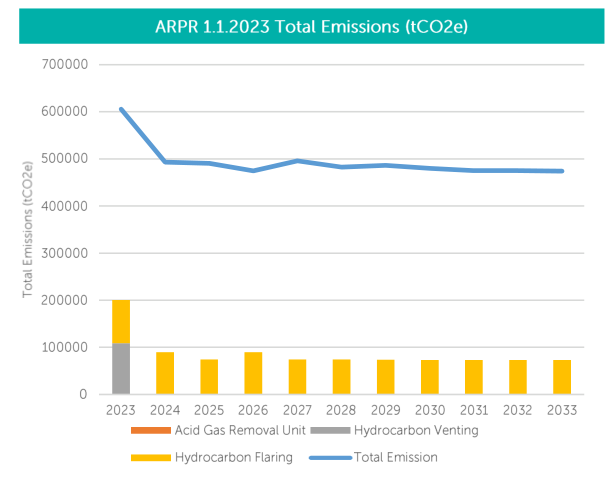 ARPR 1.1.2023 Total Emissions (tCO2e)
Total Emissions (tCO2e)
700000
600000
500000
400000
300000
200000
100000
0
2023 2024 2025 2026 2027 2028 2029 2030 2031 2032 2033
Acid Gas Removal Unit Hydrocarbon Venting
Hydrocarbon Flaring Total Emission